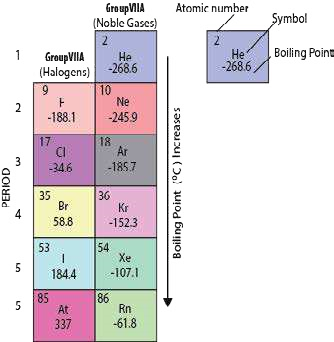 GroupVIIA
(Noble Gases)
GroupVIIA
(Halogens)
Atomic number
Symbol
Boiling Point
2
He
-268.6
1
2
He
-268.6
2
9
F
-188.1
10
Ne
-245.9
3
17
Cl
-34.6
18
Ar
-185.7
4
35
Br
58.8
36
Kr
-152.3
5
53
I
184.4
54
Xe
-107.1
5
85
At
337
86
Rn
-61.8
PERIOD
Boiling Point (°C) Increases